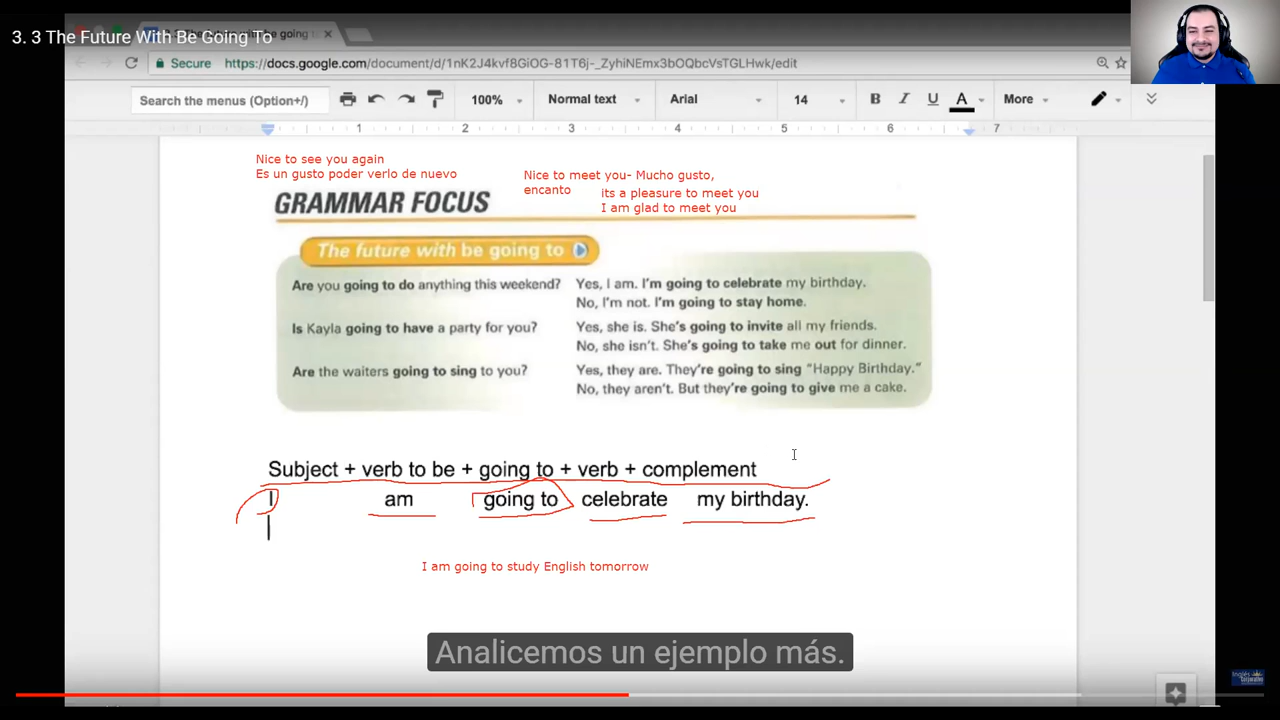 3. 3 The Future With Be Going To
Secure https://docs.google.com/document/d/1nK2J4kvf8GiOG-81T6j-_ZyhiNEmx3bOQbcVsTGLHwk/edit
Search the menus (Option+/) 100% Normal text Arial 14 B I U A More
1 2 3 4 5 6 7
Nice to see you again
Es un gusto poder verlo de nuevo
Nice to meet you- Mucho gusto,
encanto
its a pleasure to meet you
I am glad to meet you
GRAMMAR FOCUS
The future with be going to
Are you going to do anything this weekend? Yes, I am. I'm going to celebrate my birthday.
No, I'm not. I'm going to stay home.
Is Kayla going to have a party for you? Yes, she is. She's going to invite all my friends.
No, she isn't. She's going to take me out for dinner.
Are the waiters going to sing to you? Yes, they are. They're going to sing "Happy Birthday."
No, they aren't. But they're going to give me a cake.
Subject + verb to be + going to + verb + complement
I am going to celebrate my birthday.
I am going to study English tomorrow
Analicemos un ejemplo más.